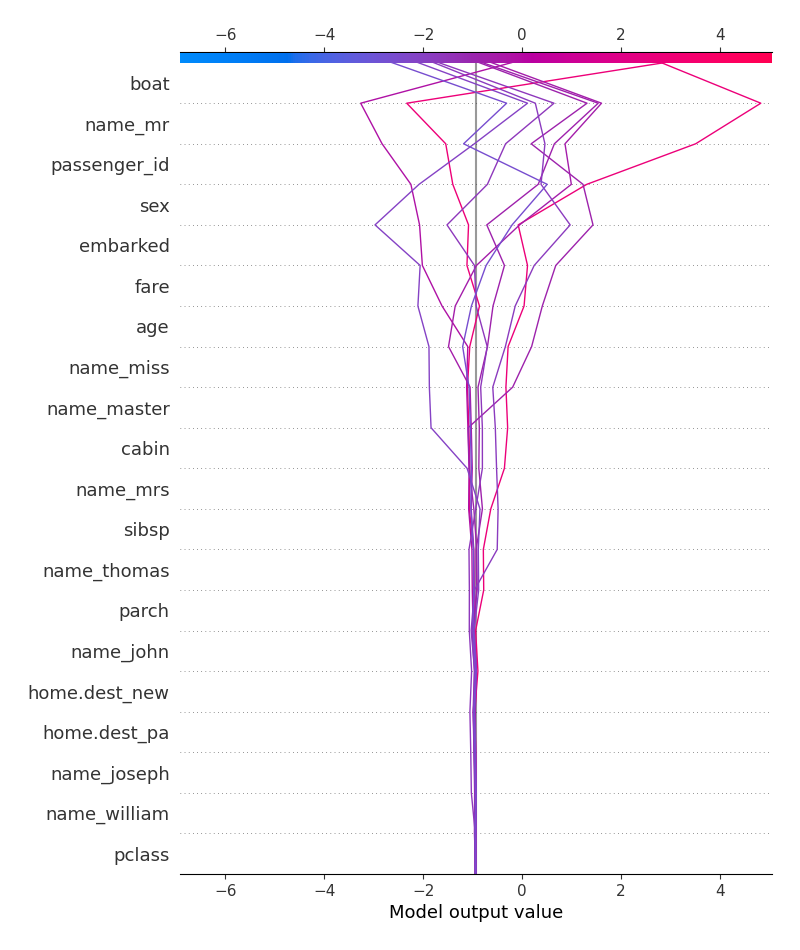 −6 −4 −2 0 2 4
boat
name_mr
passenger_id
sex
embarked
fare
age
name_miss
name_master
cabin
name_mrs
sibsp
name_thomas
parch
name_john
home.dest_new
home.dest_pa
name_joseph
name_william
pclass
−6 −4 −2 0 2 4
Model output value